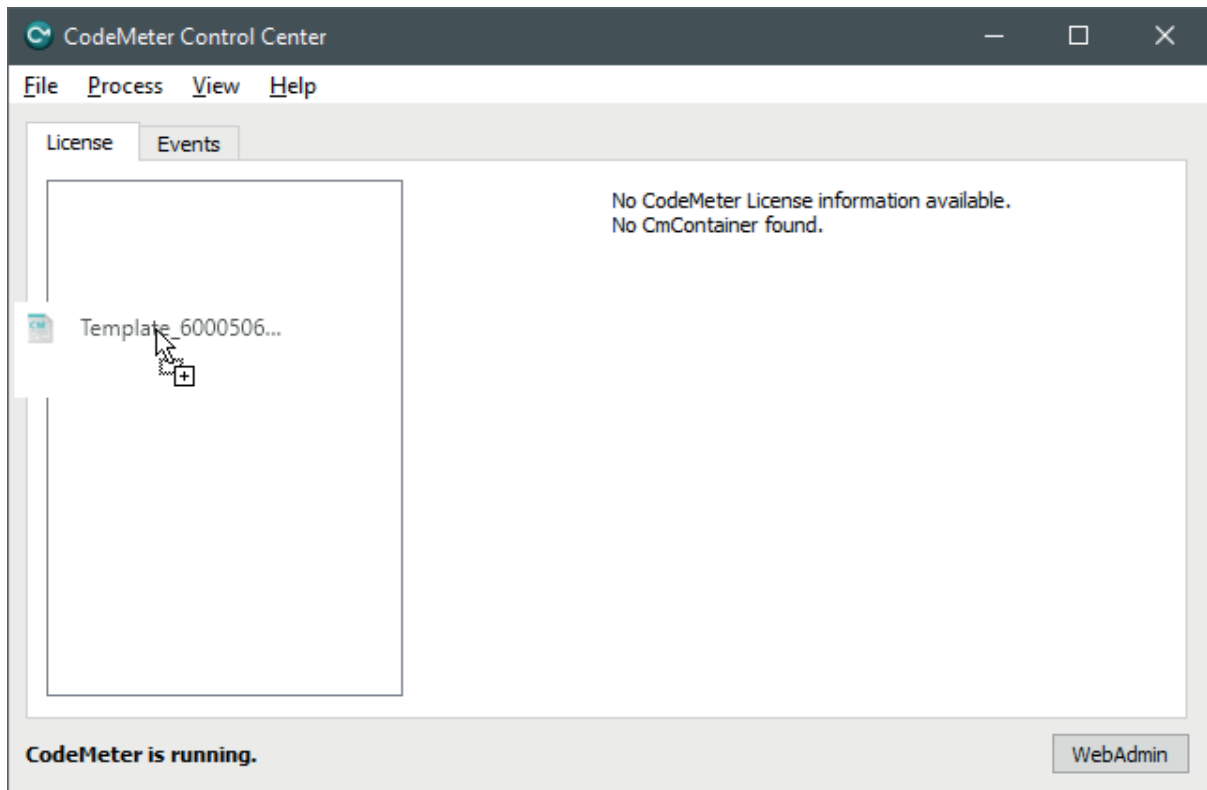 CodeMeter Control Center
File Process View Help
License Events
No CodeMeter License information available.
No CmContainer found.
Template_6000506...
CodeMeter is running.
WebAdmin